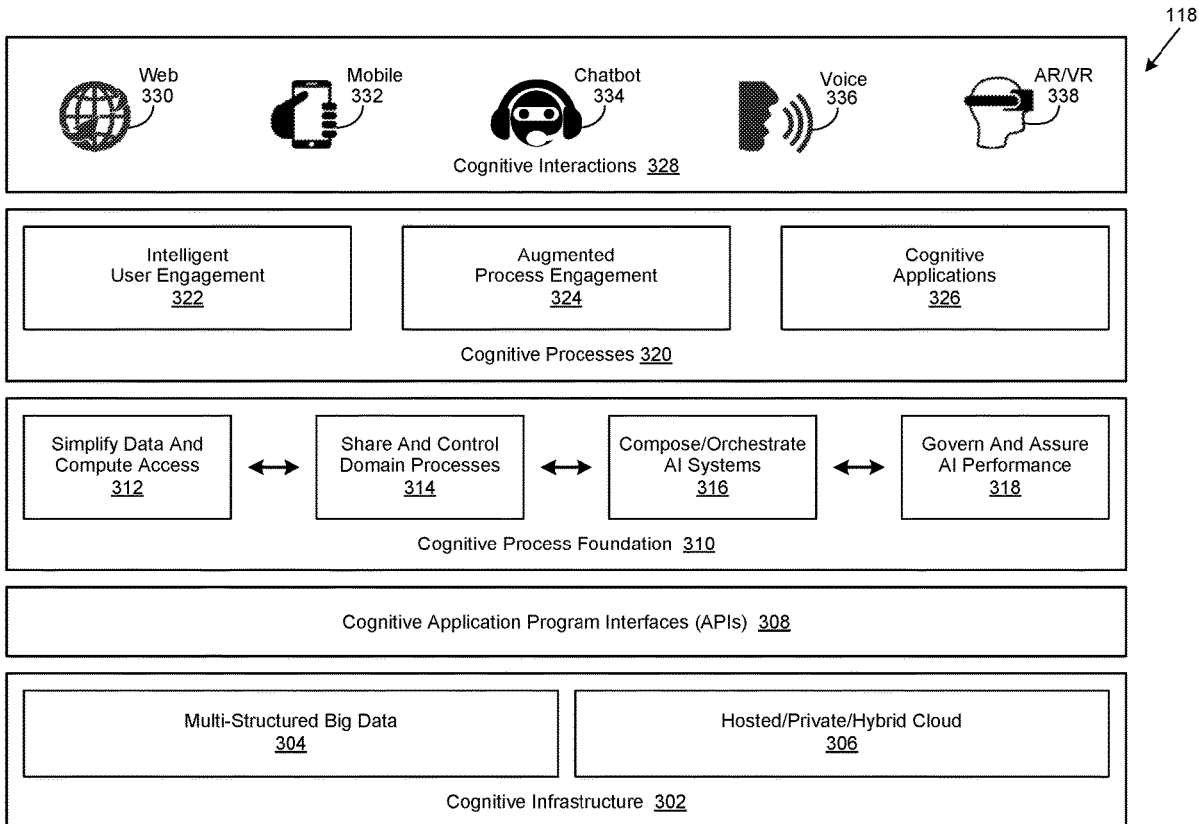 118
Web
330
Mobile
332
Chatbot
334
Voice
336
AR/VR
338
Cognitive Interactions 328
Intelligent
User Engagement
322
Augmented
Process Engagement
324
Cognitive
Applications
326
Cognitive Processes 320
Simplify Data And
Compute Access
312
Share And Control
Domain Processes
314
Compose/Orchestrate
AI Systems
316
Govern And Assure
AI Performance
318
Cognitive Process Foundation 310
Cognitive Application Program Interfaces (APIs) 308
Multi-Structured Big Data
304
Hosted/Private/Hybrid Cloud
306
Cognitive Infrastructure 302